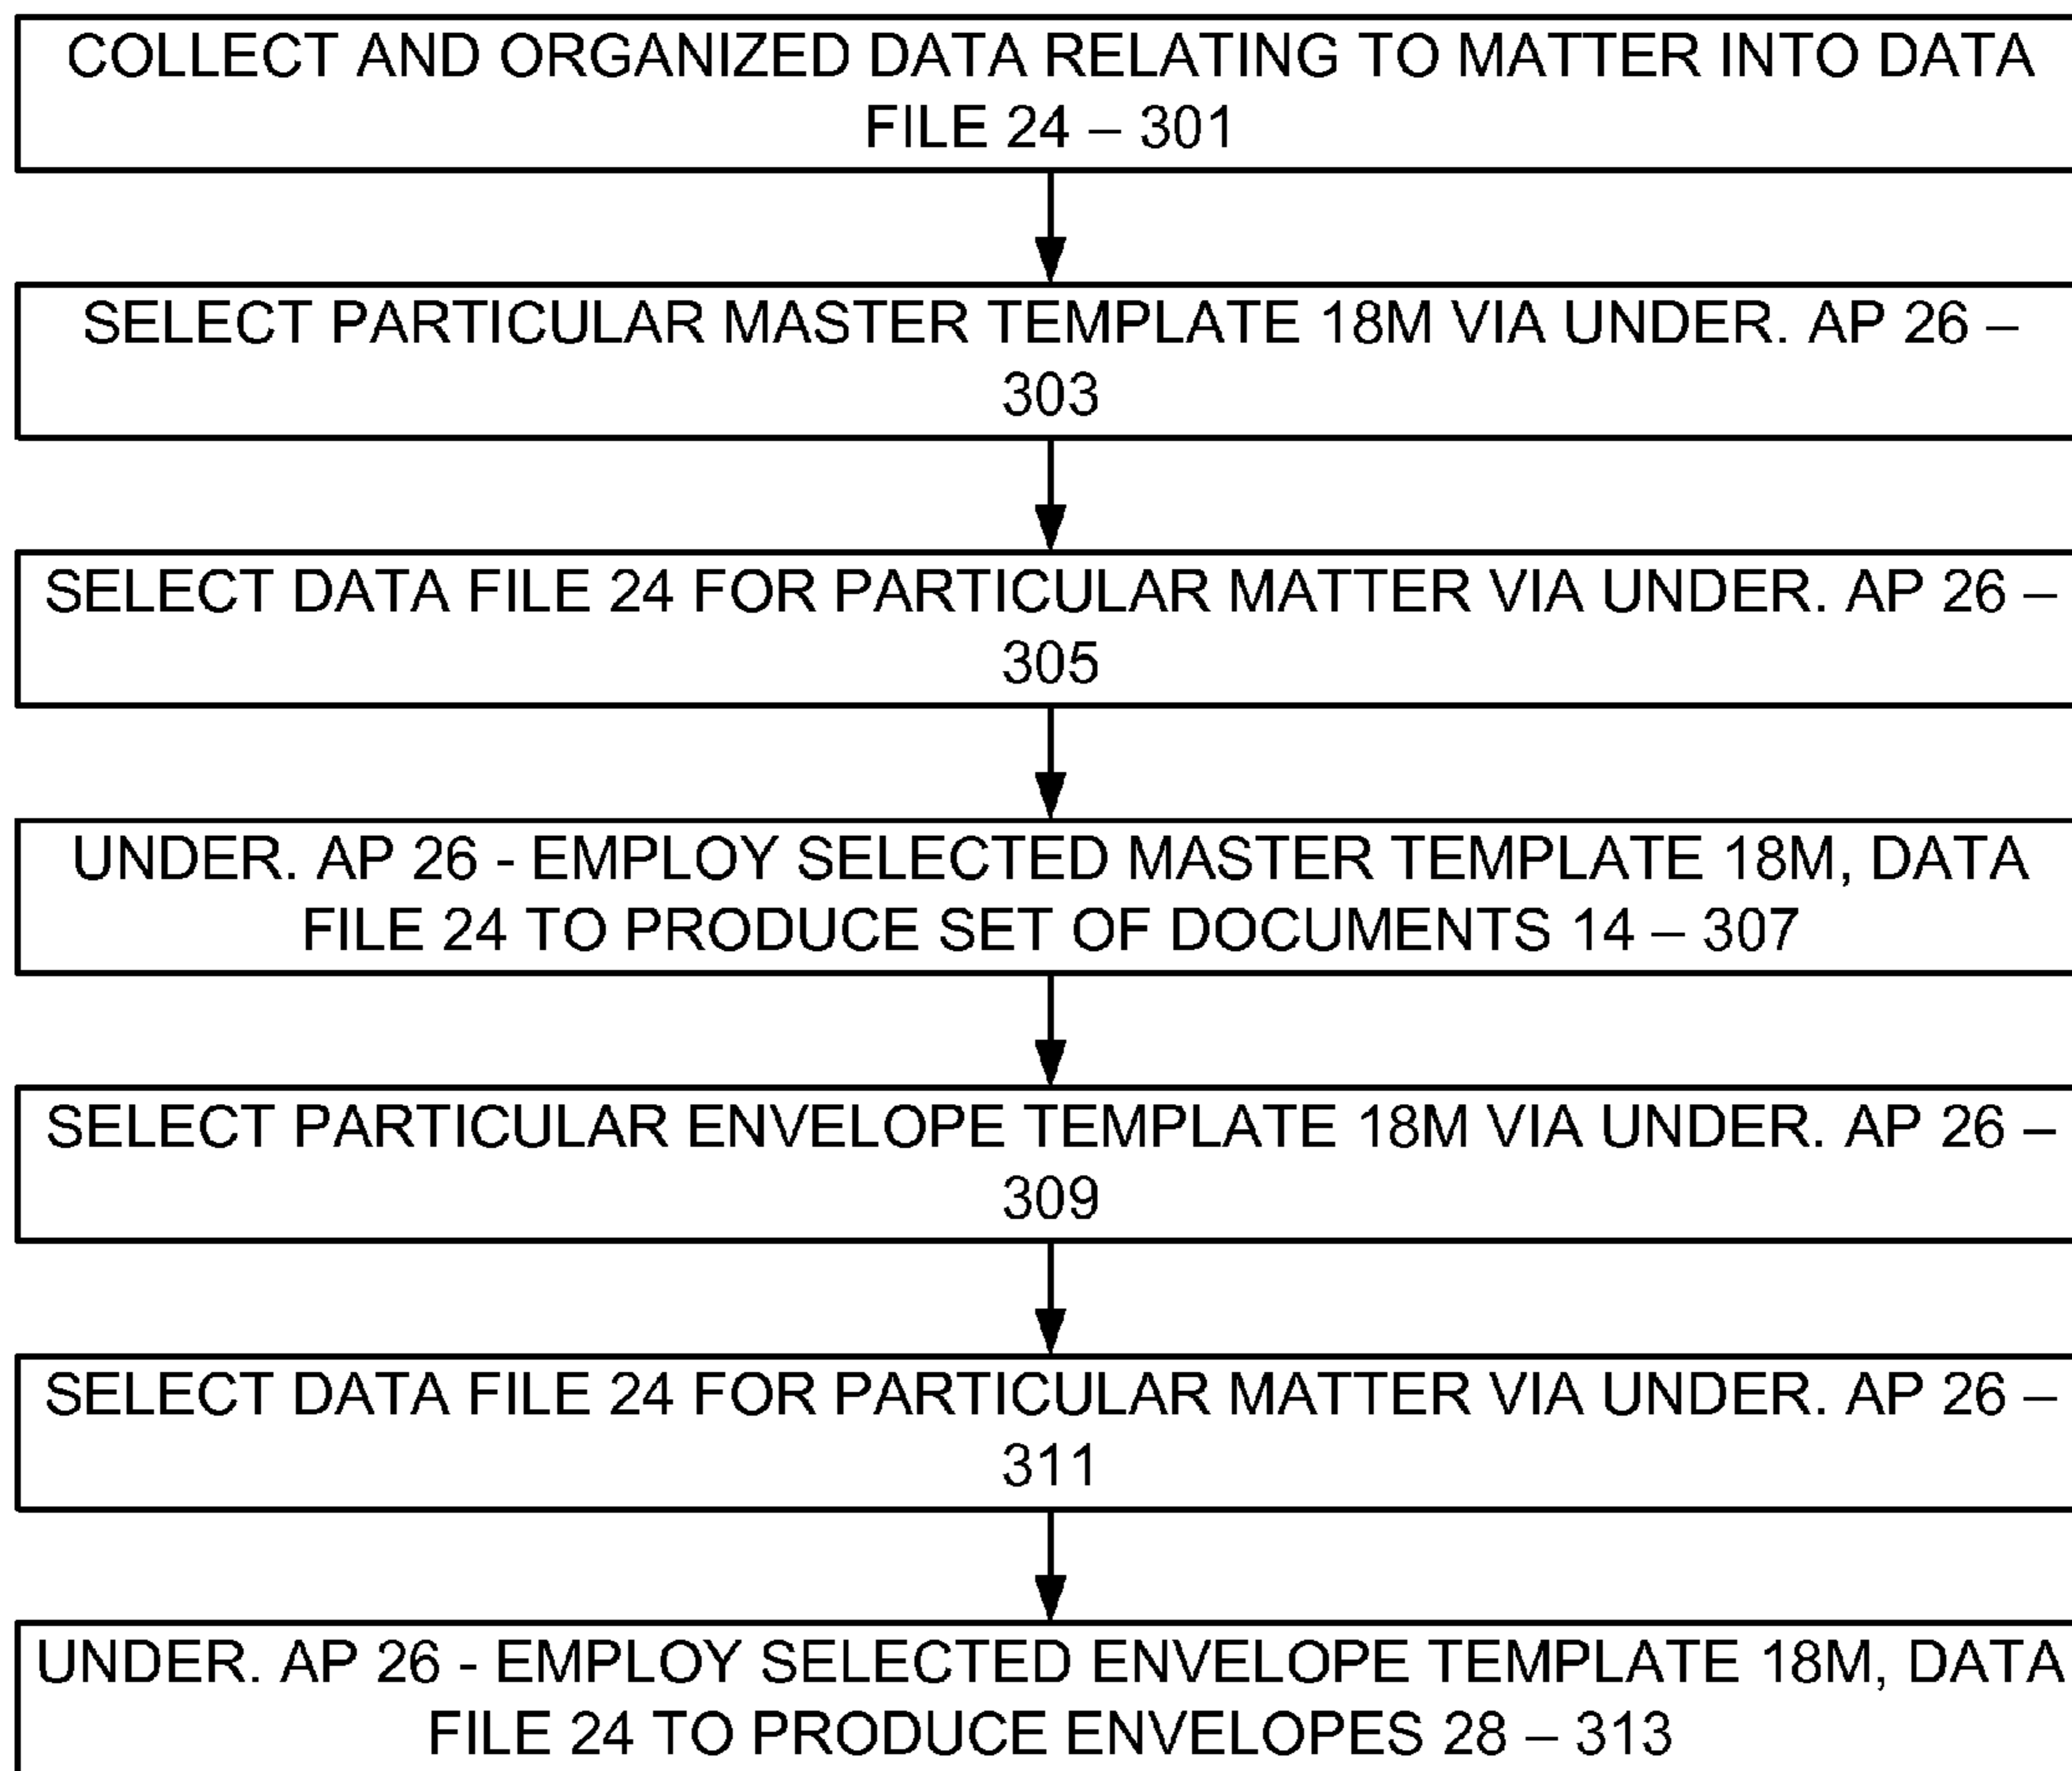 COLLECT AND ORGANIZED DATA RELATING TO MATTER INTO DATA
FILE 24 – 301
SELECT PARTICULAR MASTER TEMPLATE 18M VIA UNDER. AP 26 –
303
SELECT DATA FILE 24 FOR PARTICULAR MATTER VIA UNDER. AP 26 –
305
UNDER. AP 26 - EMPLOY SELECTED MASTER TEMPLATE 18M, DATA
FILE 24 TO PRODUCE SET OF DOCUMENTS 14 – 307
SELECT PARTICULAR ENVELOPE TEMPLATE 18M VIA UNDER. AP 26 –
309
SELECT DATA FILE 24 FOR PARTICULAR MATTER VIA UNDER. AP 26 –
311
UNDER. AP 26 - EMPLOY SELECTED ENVELOPE TEMPLATE 18M, DATA
FILE 24 TO PRODUCE ENVELOPES 28 – 313